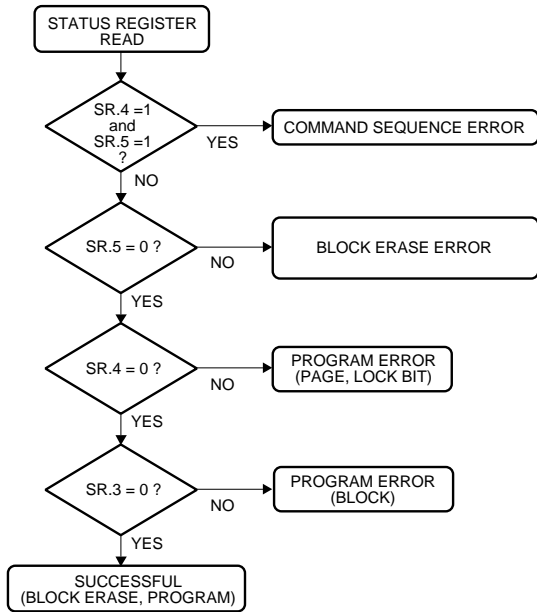 STATUS REGISTER
READ
SR.4 =1
and
SR.5 =1
?
YES
COMMAND SEQUENCE ERROR
NO
SR.5 = 0 ?
NO
BLOCK ERASE ERROR
YES
SR.4 = 0 ?
NO
PROGRAM ERROR
(PAGE, LOCK BIT)
YES
SR.3 = 0 ?
NO
PROGRAM ERROR
(BLOCK)
YES
SUCCESSFUL
(BLOCK ERASE, PROGRAM)